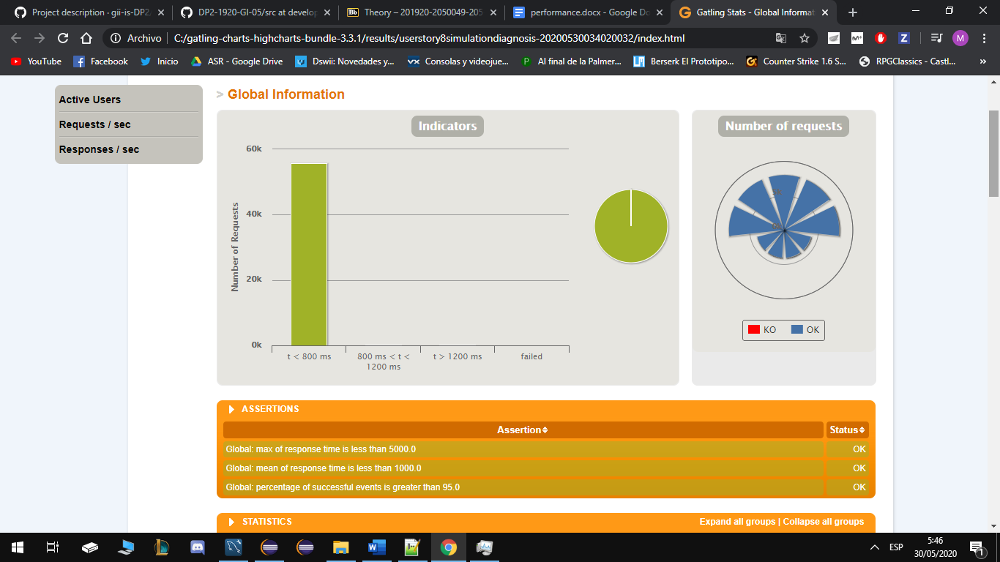 Project description · gii-is-DP2
DP2-1920-GI-05/src at develop
Bb Theory – 201920-2050049-205
performance.docx - Google Do
Gatling Stats - Global Informat
Archivo C:/gatling-charts-highcharts-bundle-3.3.1/results/userstory8simulationdiagnosis-20200530034020032/index.html
M
YouTube Facebook Inicio ASR - Google Drive Dswii: Novedades y... Consolas y videojue... Al final de la Palmer... Berserk El Prototipo... Counter Strike 1.6 S... RPGClassics - Castl... »
Active Users
Requests / sec
Responses / sec
> Global Information
Indicators
Number of Requests
60k
40k
20k
0k
t < 800 ms
800 ms < t <
1200 ms
t > 1200 ms
failed
Number of requests
KO OK
ASSERTIONS
Assertion Status
Global: max of response time is less than 5000.0 OK
Global: mean of response time is less than 1000.0 OK
Global: percentage of successful events is greater than 95.0 OK
STATISTICS Expand all groups | Collapse all groups
ESP
5:46
30/05/2020
1